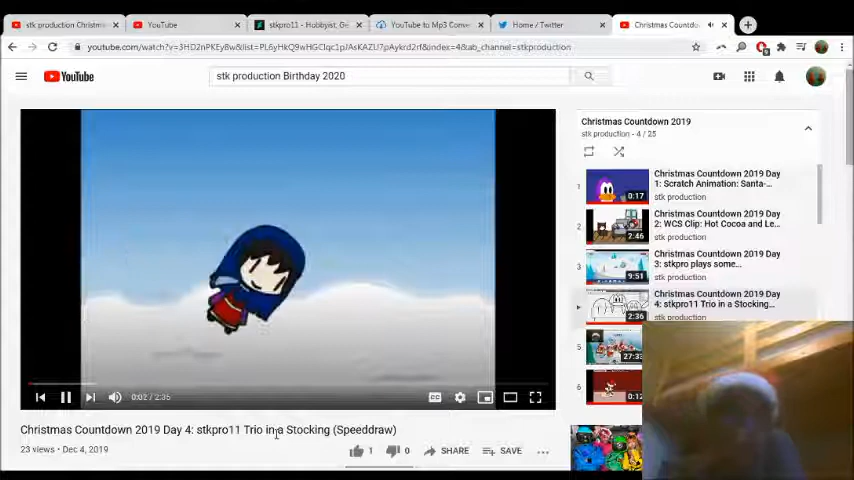 stk production Christm
YouTube
stkpro11 - Hobbyist, Ge
YouTube to Mp3 Conv
Home / Twitter
Christmas Countdo
youtube.com/watch?v=3HD2nPKEy8w&list=PL6yHkQ9wHGClqc1pJAsKAZU7pAykrd2rf&index=4&ab_channel=stkproduction
YouTube
stk production Birthday 2020
Christmas Countdown 2019
stk production - 4 / 25
1
Christmas Countdown 2019 Day
1: Scratch Animation: Santa-...
stk production
0:17
2
Christmas Countdown 2019 Day
2: WCS Clip: Hot Cocoa and Le...
stk production
2:46
3
Christmas Countdown 2019 Day
3: stkpro plays some...
stk production
9:51
Christmas Countdown 2019 Day
4: stkpro11 Trio in a Stocking...
2:36
5
27:33
6
0:12
0:02 / 2:35
CC
Christmas Countdown 2019 Day 4: stkpro11 Trio in a Stocking (Speeddraw)
23 views • Dec 4, 2019
1
0
SHARE
SAVE